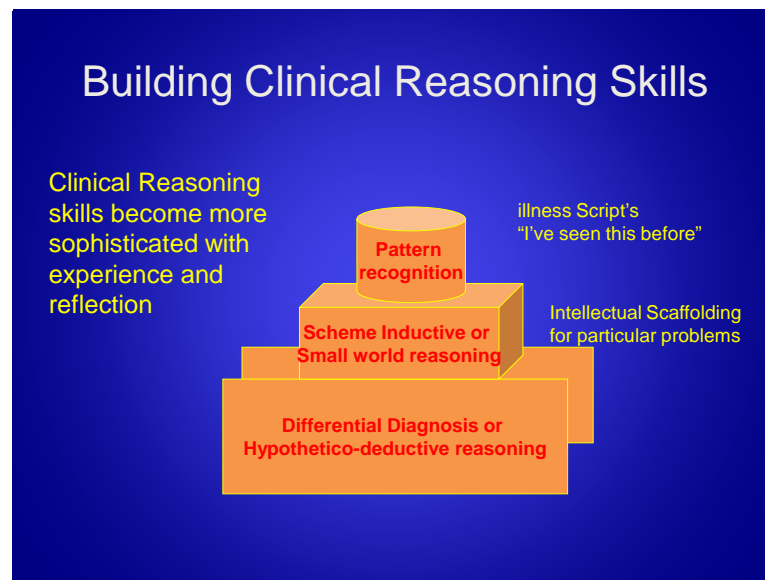 Building Clinical Reasoning Skills
Clinical Reasoning
skills become more
sophisticated with
experience and
reflection
illness Script's
“I've seen this before”
Pattern
recognition
Intellectual Scaffolding
for particular problems
Scheme Inductive or
Small world reasoning
Differential Diagnosis or
Hypothetico-deductive reasoning